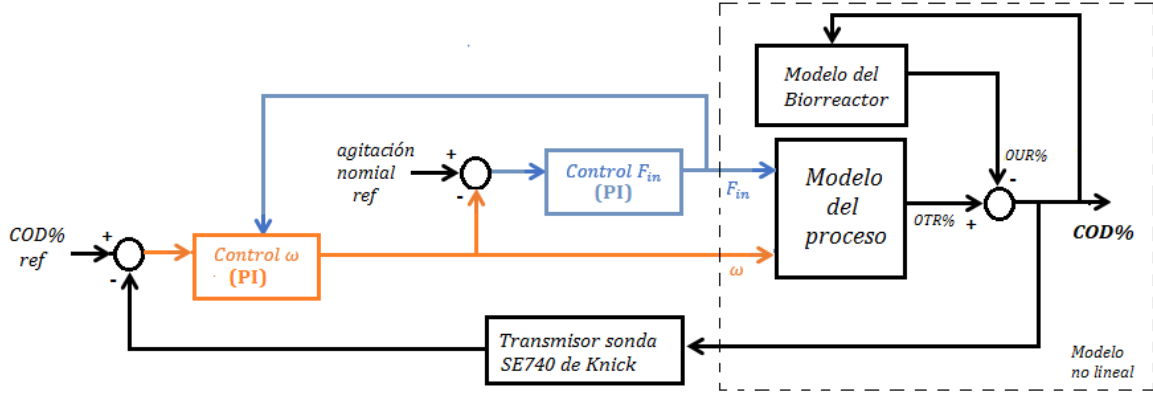 Modelo del
Biorreactor
agitación
nomial
ref
+
-
Control F_in
(PI)
F_in
Modelo
del
proceso
OUR%
-
OTR%
+
COD%
COD%
ref
+
-
Control ω
(PI)
ω
Transmisor sonda
SE740 de Knick
Modelo
no lineal